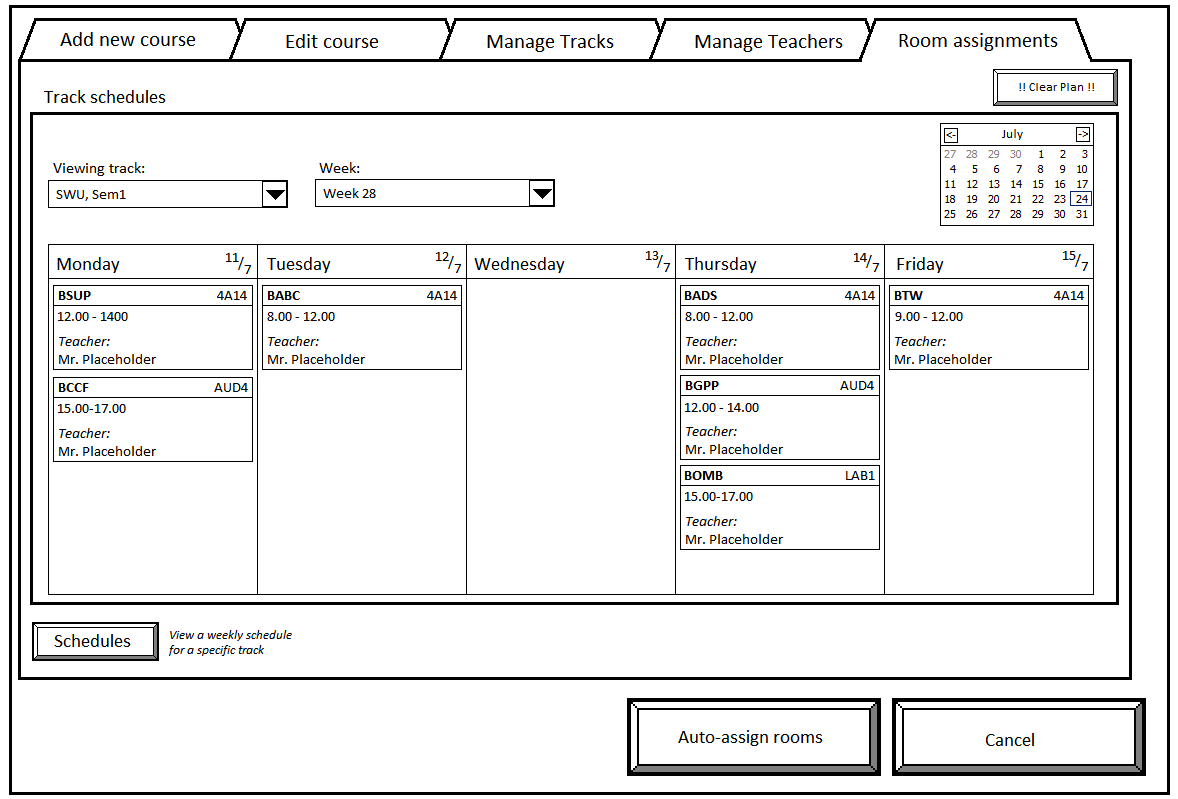 Add new course
Edit course
Manage Tracks
Manage Teachers
Room assignments
Track schedules
!! Clear Plan !!
<- July ->
27 28 29 30 1 2 3
4 5 6 7 8 9 10
11 12 13 14 15 16 17
18 19 20 21 22 23 24
25 26 27 28 29 30 31
Viewing track:
SWU, Sem1
Week:
Week 28
Monday 11/7
BSUP 4A14
12.00 - 1400
Teacher:
Mr. Placeholder
BCCF AUD4
15.00-17.00
Teacher:
Mr. Placeholder
Tuesday 12/7
BABC 4A14
8.00 - 12.00
Teacher:
Mr. Placeholder
Wednesday 13/7
Thursday 14/7
BADS 4A14
8.00 - 12.00
Teacher:
Mr. Placeholder
BGPP AUD4
12.00 - 14.00
Teacher:
Mr. Placeholder
BOMB LAB1
15.00-17.00
Teacher:
Mr. Placeholder
Friday 15/7
BTW 4A14
9.00 - 12.00
Teacher:
Mr. Placeholder
Schedules
View a weekly schedule
for a specific track
Auto-assign rooms
Cancel